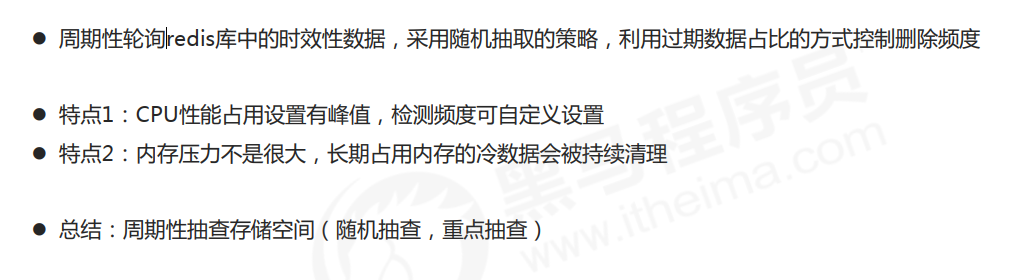 ● 周期性轮询redis库中的时效性数据，采用随机抽取的策略，利用过期数据占比的方式控制删除频度
● 特点1：CPU性能占用设置有峰值，检测频度可自定义设置
● 特点2：内存压力不是很大，长期占用内存的冷数据会被持续清理
● 总结：周期性抽查存储空间（随机抽查，重点抽查）
黑马程序员
www.itheima.com